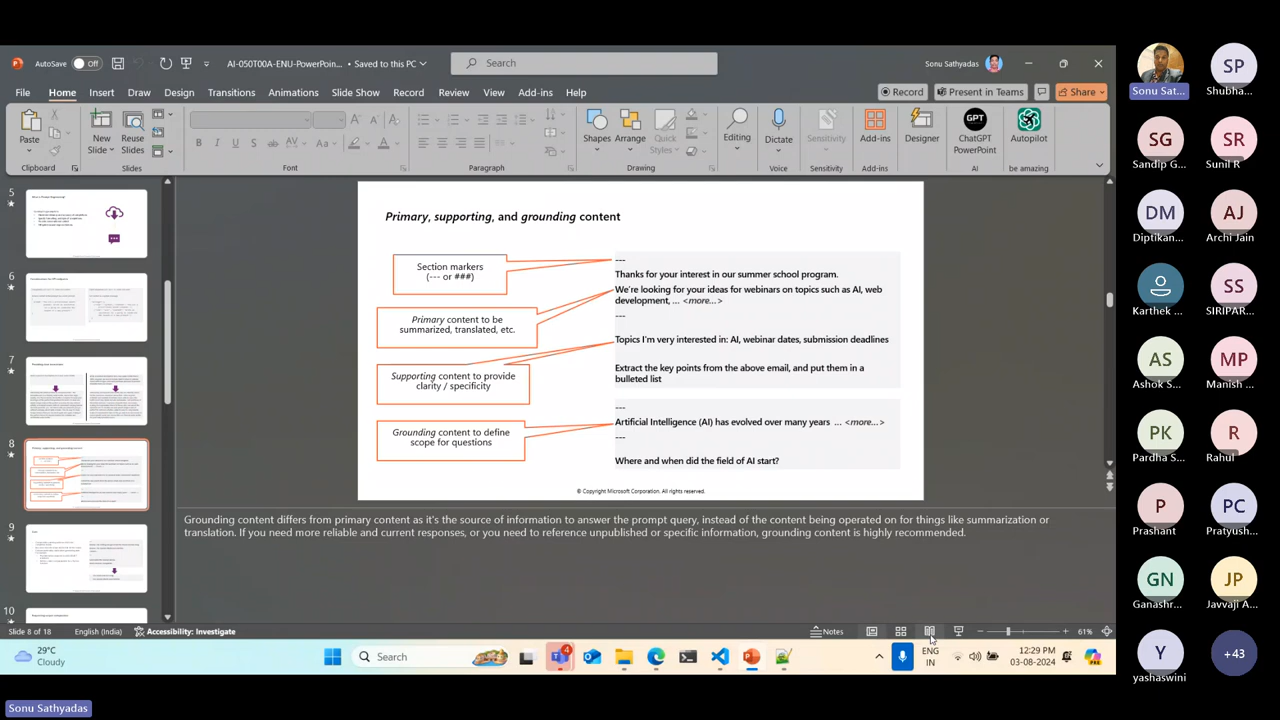 AutoSave
Off
AI-050T00A-ENU-PowerPoin... • Saved to this PC
Search
Sonu Sathyadas
File
Home
Insert
Draw
Design
Transitions
Animations
Slide Show
Record
Review
View
Add-ins
Help
Record
Present in Teams
Share
Paste
New
Slide
Reuse
Slides
Shapes
Arrange
Quick
Styles
Editing
Dictate
Sensitivity
Add-ins
Designer
GPT
ChatGPT
PowerPoint
Autopilot
Clipboard
Slides
Font
Paragraph
Drawing
Voice
Sensitivity
Add-ins
AI
be amazing
5
6
7
8
9
10
Primary, supporting, and grounding content
Section markers
(--- or ###)
Primary content to be
summarized, translated, etc.
Supporting content to provide
clarity / specificity
Grounding content to define
scope for questions
---
Thanks for your interest in our summer school program.
We're looking for your ideas for webinars on topics such as AI, web
development, ... <more...>
---
Topics I'm very interested in: AI, webinar dates, submission deadlines
Extract the key points from the above email, and put them in a
bulleted list
---
Artificial Intelligence (AI) has evolved over many years ... <more...>
---
Where and when did the field of AI start?
© Copyright Microsoft Corporation. All rights reserved.
Grounding content differs from primary content as it's the source of information to answer the prompt query, instead of the content being operated on for things like summarization or
translation. If you need more reliable and current responses, or you need to reference unpublished or specific information, grounding content is highly recommended.
Slide 8 of 18
English (India)
Accessibility: Investigate
Notes
61%
29°C
Cloudy
Search
4
ENG
IN
12:29 PM
03-08-2024
Sonu Sathyadas
Sonu Sat...
SP
Shubha...
SG
Sandip G...
SR
Sunil R
DM
Diptikan...
AJ
Archi Jain
Karthek ...
SS
SIRIPAR...
AS
Ashok S...
MP
Manish ...
PK
Pardha S...
R
Rahul
P
Prashant
PC
Pratyush...
GN
Ganashr...
JP
Javvaji A...
Y
yashaswini
+43